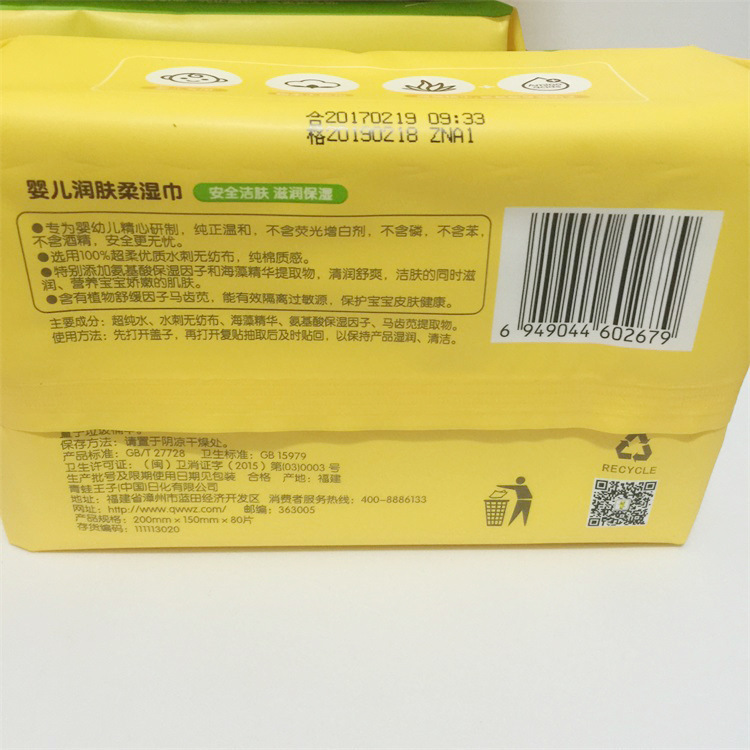 合20170219 09:33
格20190218 ZNA1
婴儿润肤柔湿巾 安全洁肤 滋润保湿
●专为婴幼儿精心研制，纯正温和，不含荧光增白剂，不含磷，不含苯，
不含酒精，安全更无忧。
●选用100%超柔优质水刺无纺布，纯棉质感。
●特别添加氨基酸保湿因子和海藻精华提取物，清润舒爽，洁肤的同时滋
润、营养宝宝娇嫩的肌肤。
●含有植物舒缓因子马齿苋，能有效隔离过敏源，保护宝宝皮肤健康。
主要成分：超纯水、水刺无纺布、海藻精华、氨基酸保湿因子、马齿苋提取物。
使用方法：先打开盖子，再打开复贴抽取后及时贴回，以保持产品湿润、清洁。
6 949044 602679
保存方法：请置于阴凉干燥处。
产品标准：GB/T 27728 卫生标准：GB 15979
卫生许可证：（闽）卫消证字（2015）第(03)0003 号
生产批号及限期使用日期见包装 合格 产地：福建
青蛙王子(中国)日化有限公司
地址：福建省漳州市蓝田经济开发区 消费者服务热线：400-8886133
网址：http://www.qwwz.com/ 邮编：363005
产品规格：200mm×150mm×80片
存货编码：111113020
RECYCLE